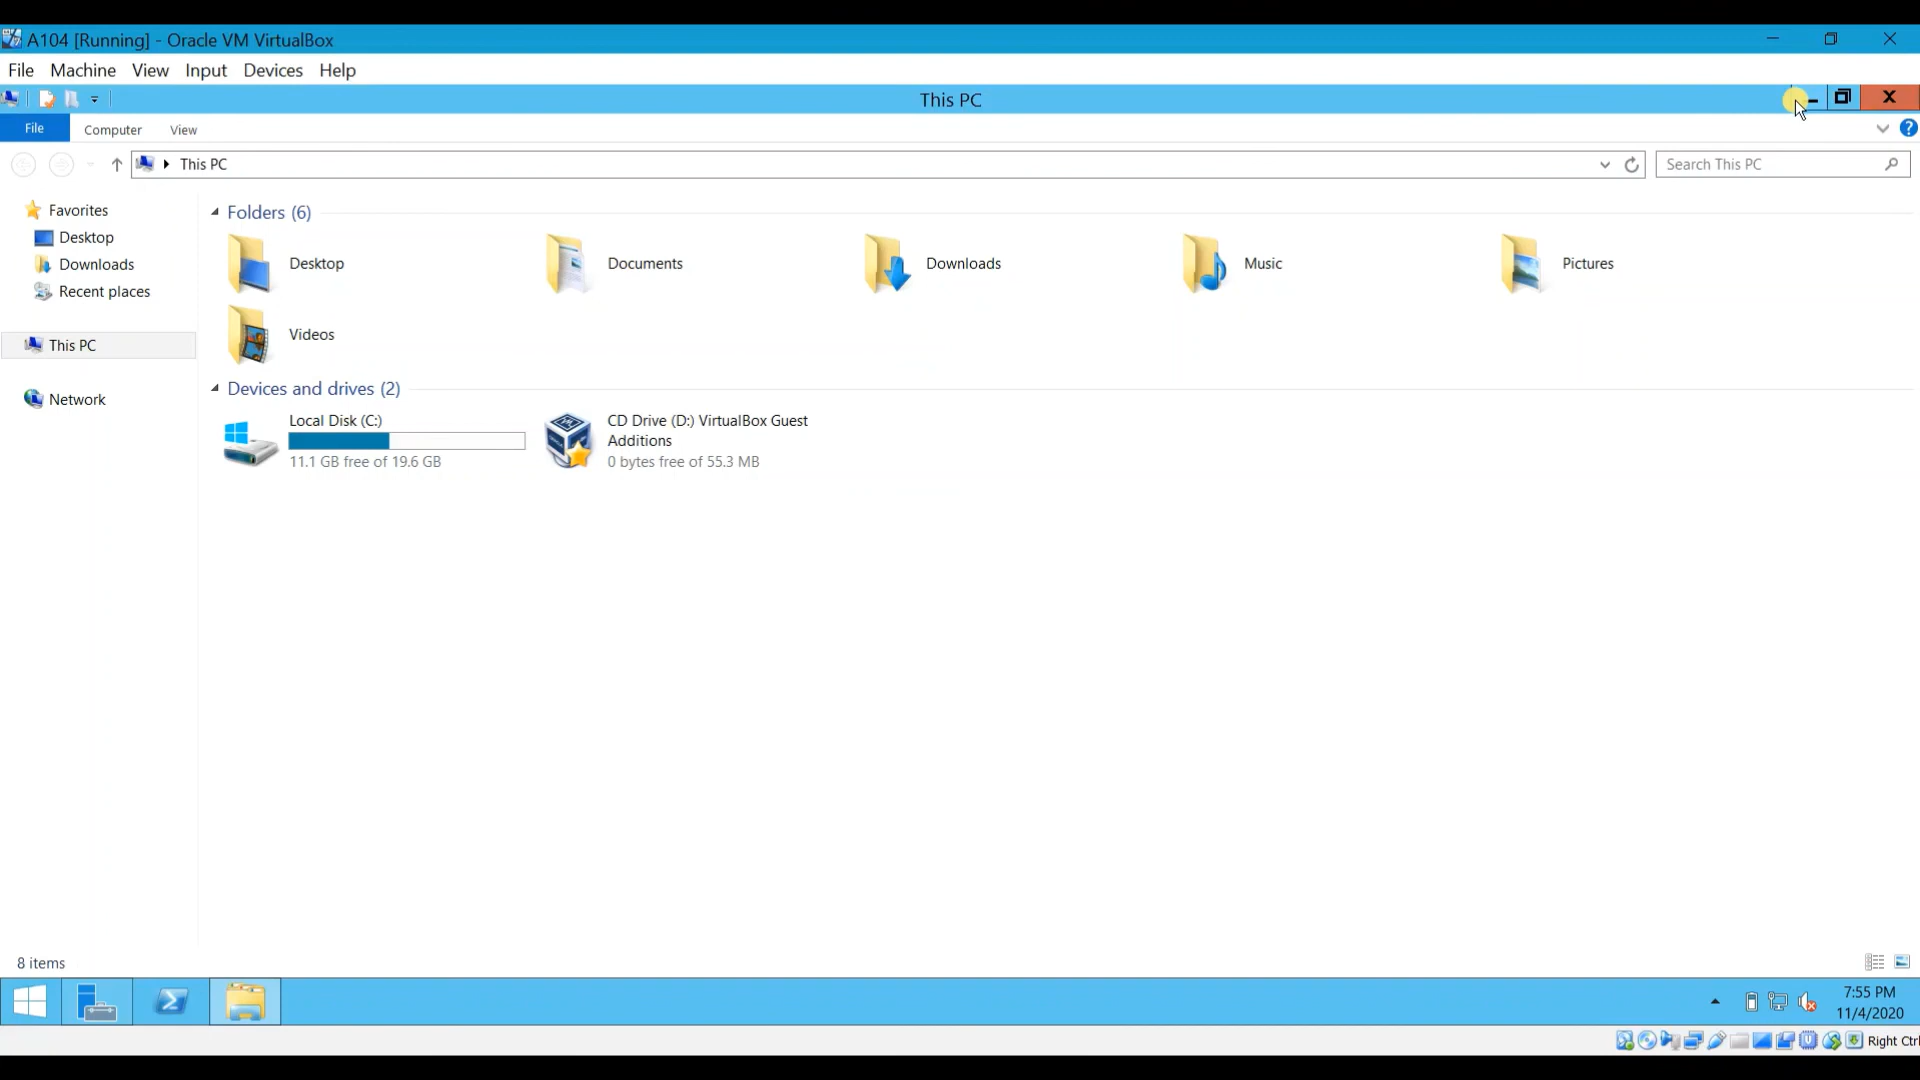 A104 [Running] - Oracle VM VirtualBox
File Machine View Input Devices Help
This PC
File Computer View
This PC
Search This PC
Favorites
Desktop
Downloads
Recent places
This PC
Network
Folders (6)
Desktop
Documents
Downloads
Music
Pictures
Videos
Devices and drives (2)
Local Disk (C:)
11.1 GB free of 19.6 GB
CD Drive (D:) VirtualBox Guest
Additions
0 bytes free of 55.3 MB
8 items
7:55 PM
11/4/2020
Right Ctrl